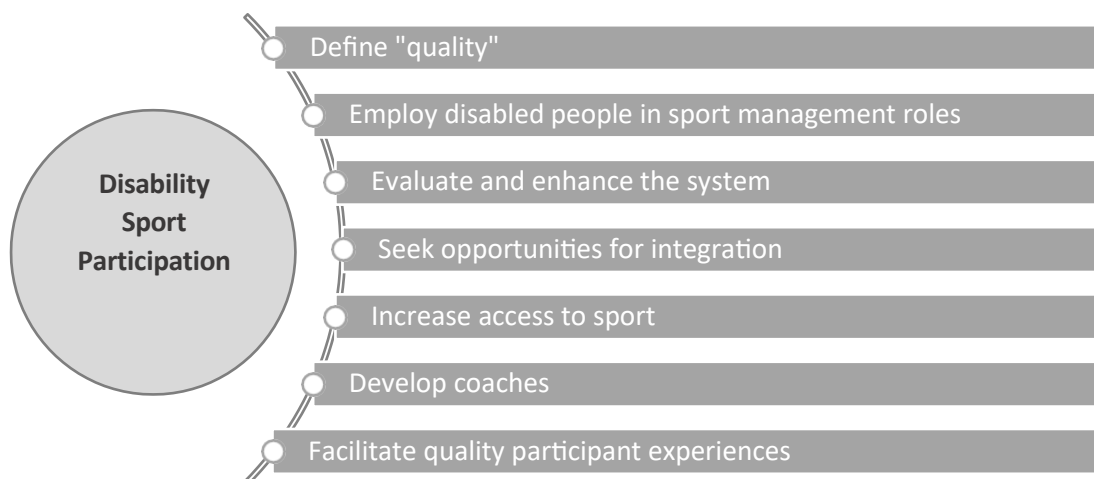 Define "quality"
Employ disabled people in sport management roles
Evaluate and enhance the system
Disability
Sport
Participation
Seek opportunities for integration
Increase access to sport
Develop coaches
Facilitate quality participant experiences